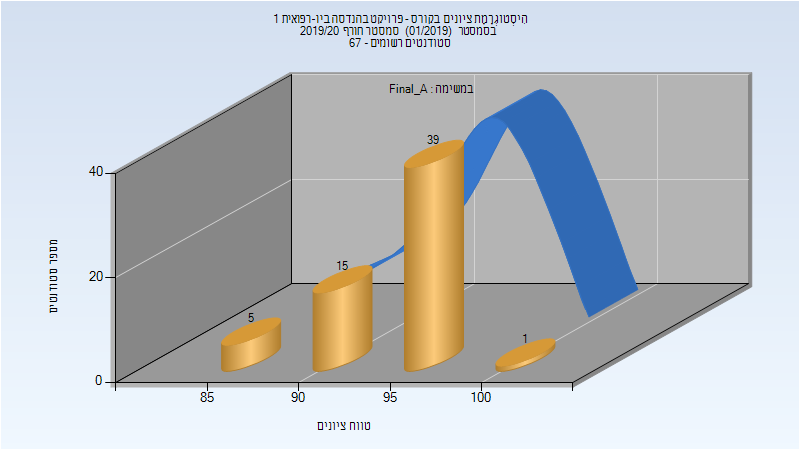 היסטוגרמת ציונים בקורס - פרויקט בהנדסה ביו-רפואית 1
בסמסטר (01/2019) סמסטר חורף 2019/20
סטודנטים רשומים - 67
במשימה : Final_A
מספר סטודנטים
40
20
0
5
15
39
1
85
90
95
100
טווח ציונים